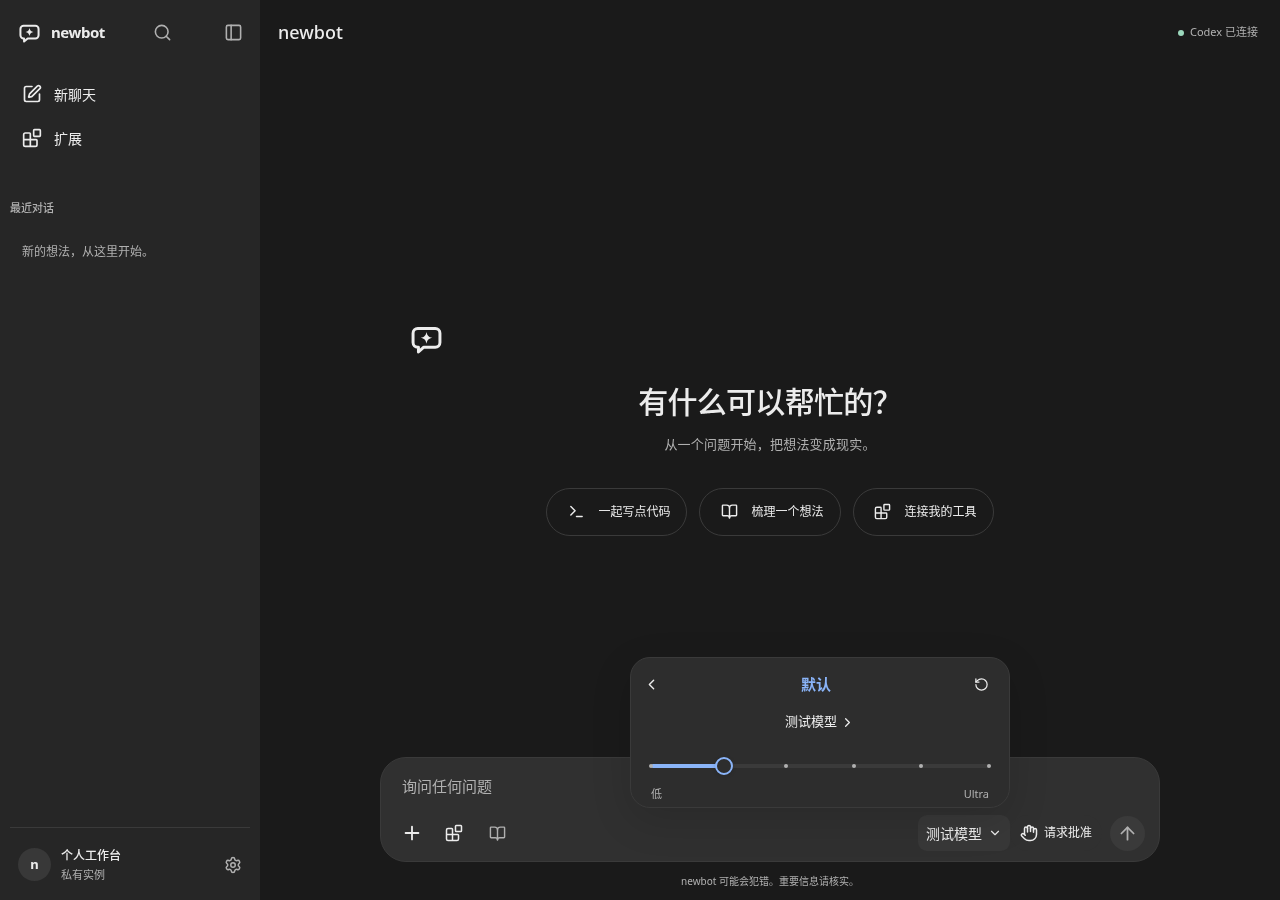 newbot
新聊天
扩展
最近对话
新的想法，从这里开始。
n
个人工作台
私有实例
newbot
Codex 已连接
有什么可以帮忙的？
从一个问题开始，把想法变成现实。
一起写点代码
梳理一个想法
连接我的工具
默认
测试模型
低
Ultra
询问任何问题
测试模型
请求批准
newbot 可能会犯错。重要信息请核实。